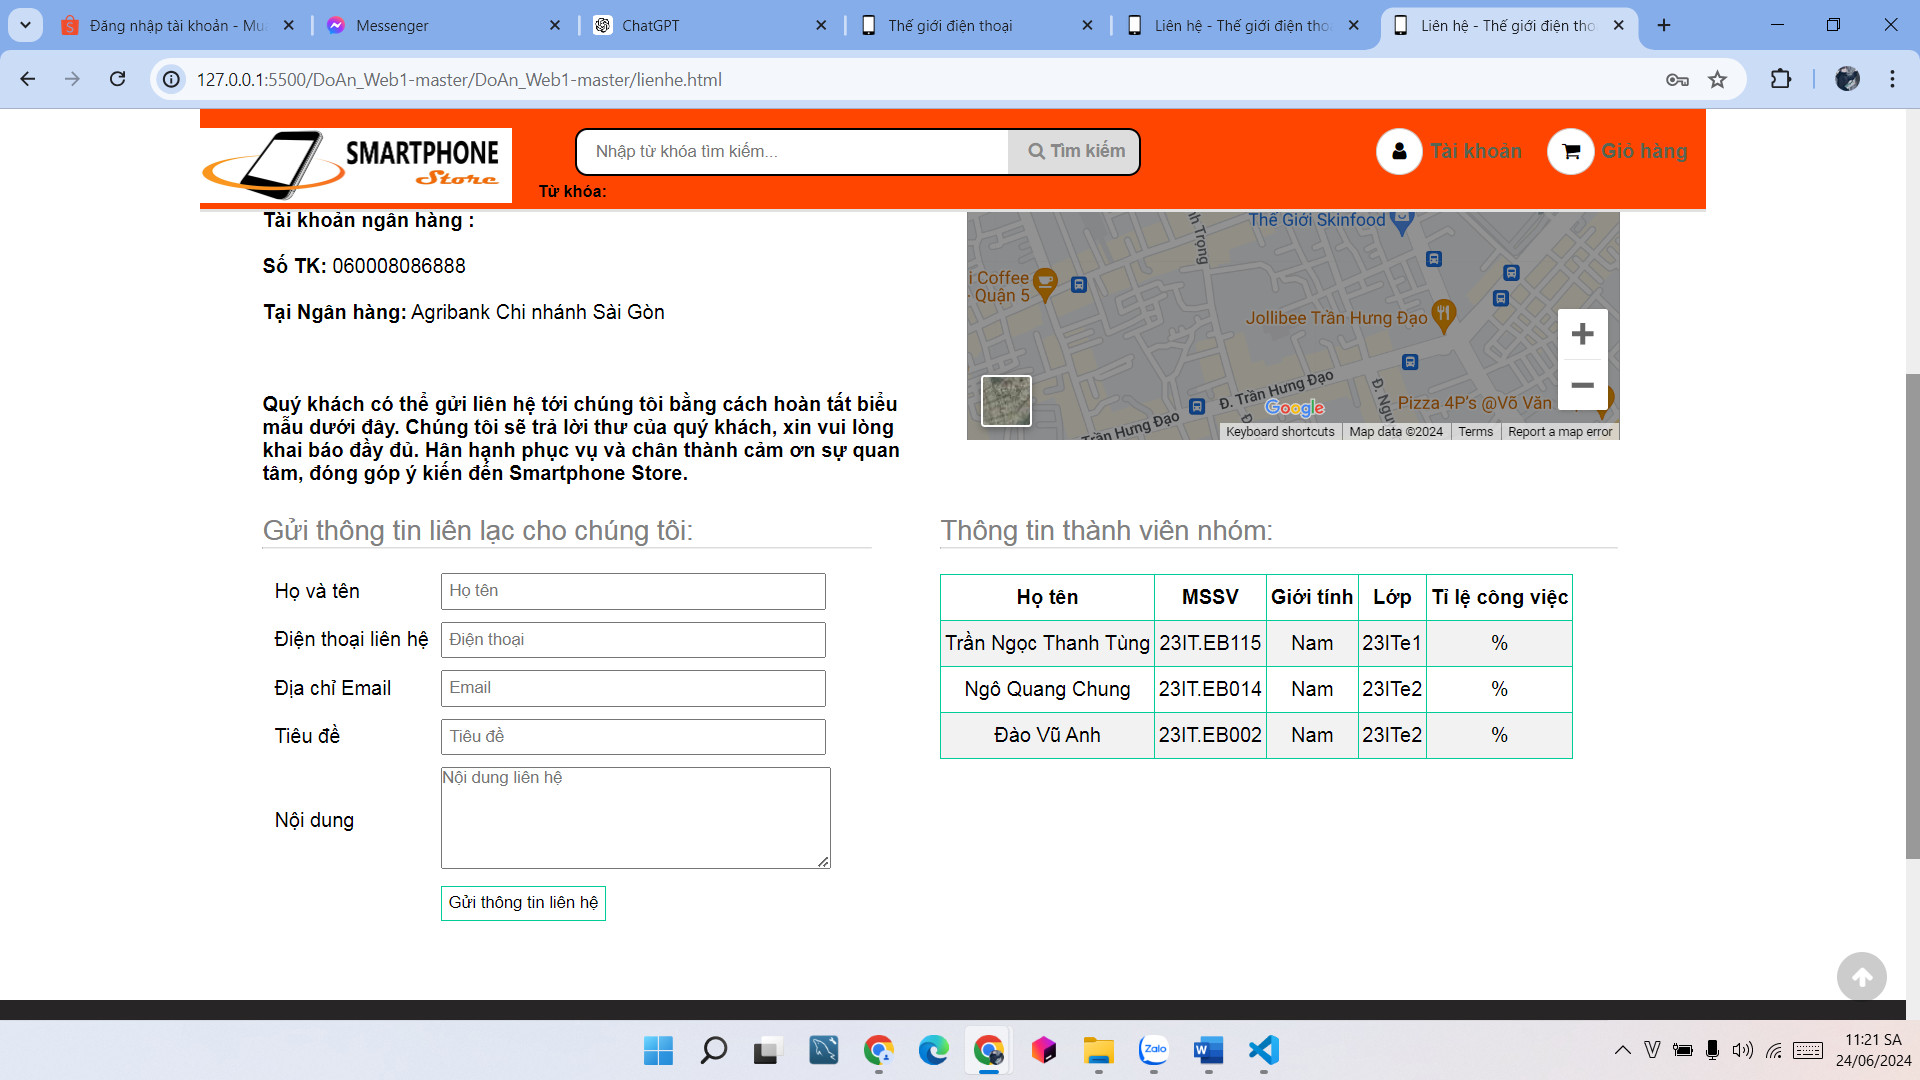 Đăng nhập tài khoản - Mu
Messenger
ChatGPT
Thế giới điện thoại
Liên hệ - Thế giới điện tho
Liên hệ - Thế giới điện tho
127.0.0.1:5500/DoAn_Web1-master/DoAn_Web1-master/lienhe.html
SMARTPHONE
Store
Nhập từ khóa tìm kiếm...
Tìm kiếm
Tài khoản
Giỏ hàng
Từ khóa:
Tài khoản ngân hàng :
Số TK: 060008086888
Tại Ngân hàng: Agribank Chi nhánh Sài Gòn
Quý khách có thể gửi liên hệ tới chúng tôi bằng cách hoàn tất biểu
mẫu dưới đây. Chúng tôi sẽ trả lời thư của quý khách, xin vui lòng
khai báo đầy đủ. Hân hạnh phục vụ và chân thành cảm ơn sự quan
tâm, đóng góp ý kiến đến Smartphone Store.
Thế Giới Skinfood
nh Trọng
i Coffee
- Quận 5
Jollibee Trần Hưng Đạo
Đ. Trần Hưng Đạo
Trần Hưng Đạo
Đ. Ngu
Pizza 4P's @Võ Văn
Google
Keyboard shortcuts
Map data ©2024
Terms
Report a map error
Gửi thông tin liên lạc cho chúng tôi:
Họ và tên
Họ tên
Điện thoại liên hệ
Điện thoại
Địa chỉ Email
Email
Tiêu đề
Tiêu đề
Nội dung
Nội dung liên hệ
Gửi thông tin liên hệ
Thông tin thành viên nhóm:
Họ tên MSSV Giới tính Lớp Tỉ lệ công việc
Trần Ngọc Thanh Tùng 23IT.EB115 Nam 23ITe1 %
Ngô Quang Chung 23IT.EB014 Nam 23ITe2 %
Đào Vũ Anh 23IT.EB002 Nam 23ITe2 %
Zalo
W
V
11:21 SA
24/06/2024